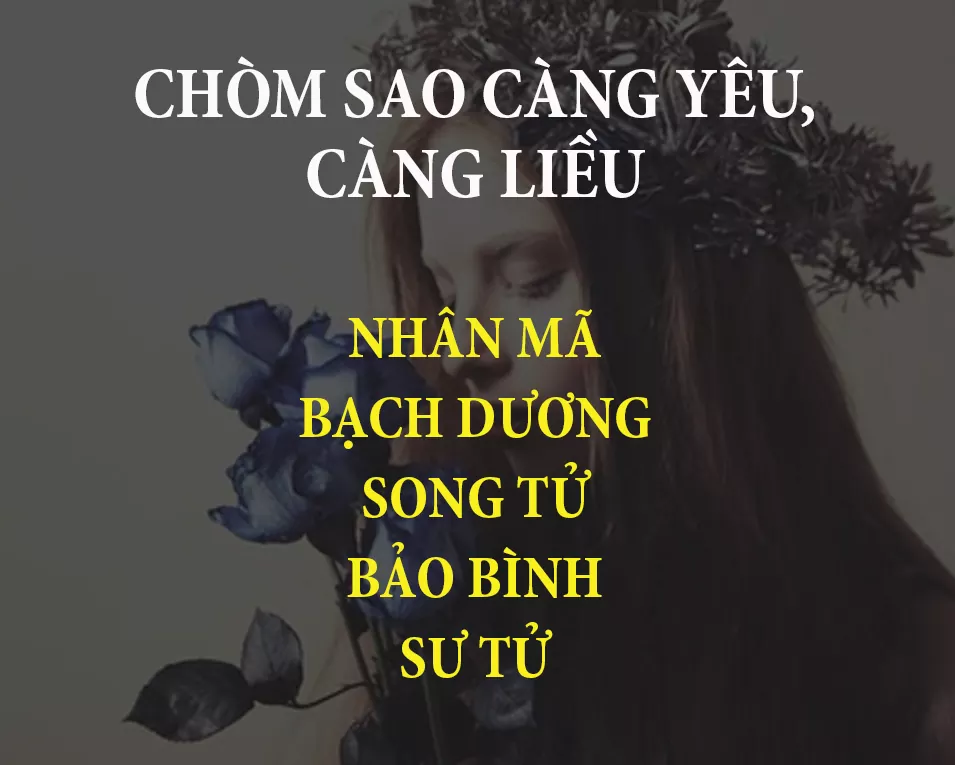 CHÒM SAO CÀNG YÊU,
CÀNG LIỀU
NHÂN MÃ
BẠCH DƯƠNG
SONG TỬ
BẢO BÌNH
SƯ TỬ